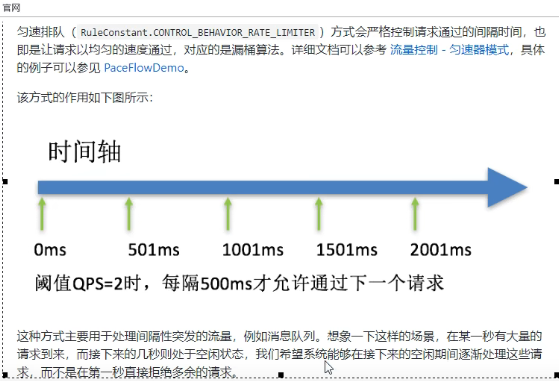 官网
匀速排队（RuleConstant.CONTROL_BEHAVIOR_RATE_LIMITER）方式会严格控制请求通过的间隔时间，也
即是让请求以均匀的速度通过，对应的是漏桶算法。详细文档可以参考 流量控制 - 匀速器模式，具体
的例子可以参见 PaceFlowDemo。
该方式的作用如下图所示：
时间轴
0ms 501ms 1001ms 1501ms 2001ms
阈值QPS=2时，每隔500ms才允许通过下一个请求
这种方式主要用于处理间隔性突发的流量，例如消息队列。想象一下这样的场景，在某一秒有大量的
请求到来，而接下来的几秒则处于空闲状态，我们希望系统能够在接下来的空闲期间逐渐处理这些请
求，而不是在第一秒直接拒绝多余的请求。